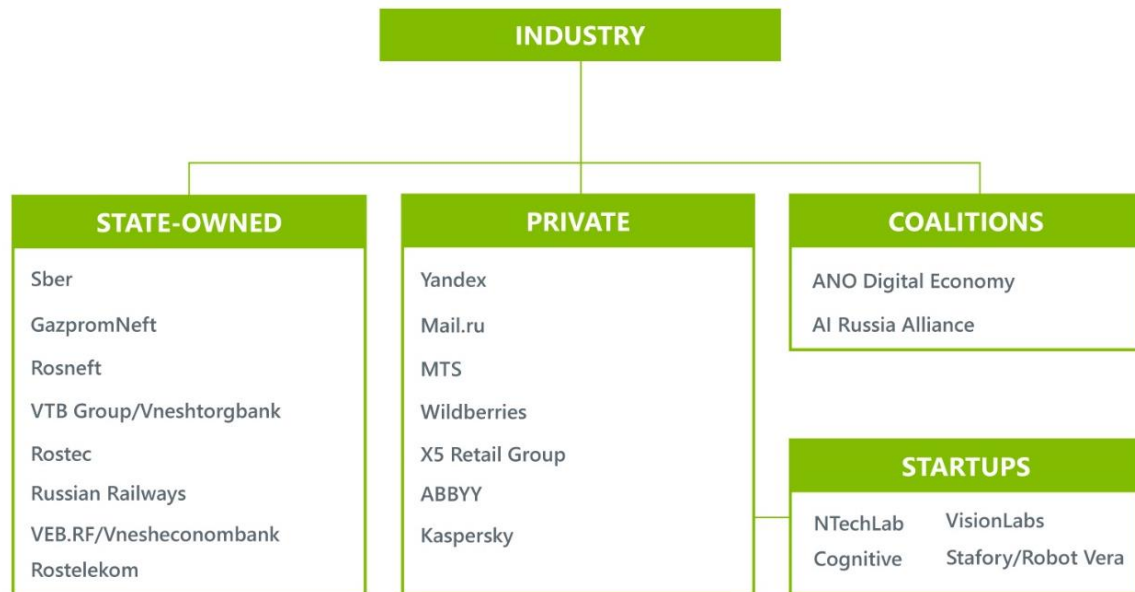 INDUSTRY
STATE-OWNED
Sber
GazpromNeft
Rosneft
VTB Group/Vneshtorgbank
Rostec
Russian Railways
VEB.RF/Vnesheconombank
Rostelekom
PRIVATE
Yandex
Mail.ru
MTS
Wildberries
X5 Retail Group
ABBYY
Kaspersky
COALITIONS
ANO Digital Economy
AI Russia Alliance
STARTUPS
NTechLab VisionLabs
Cognitive Stafory/Robot Vera